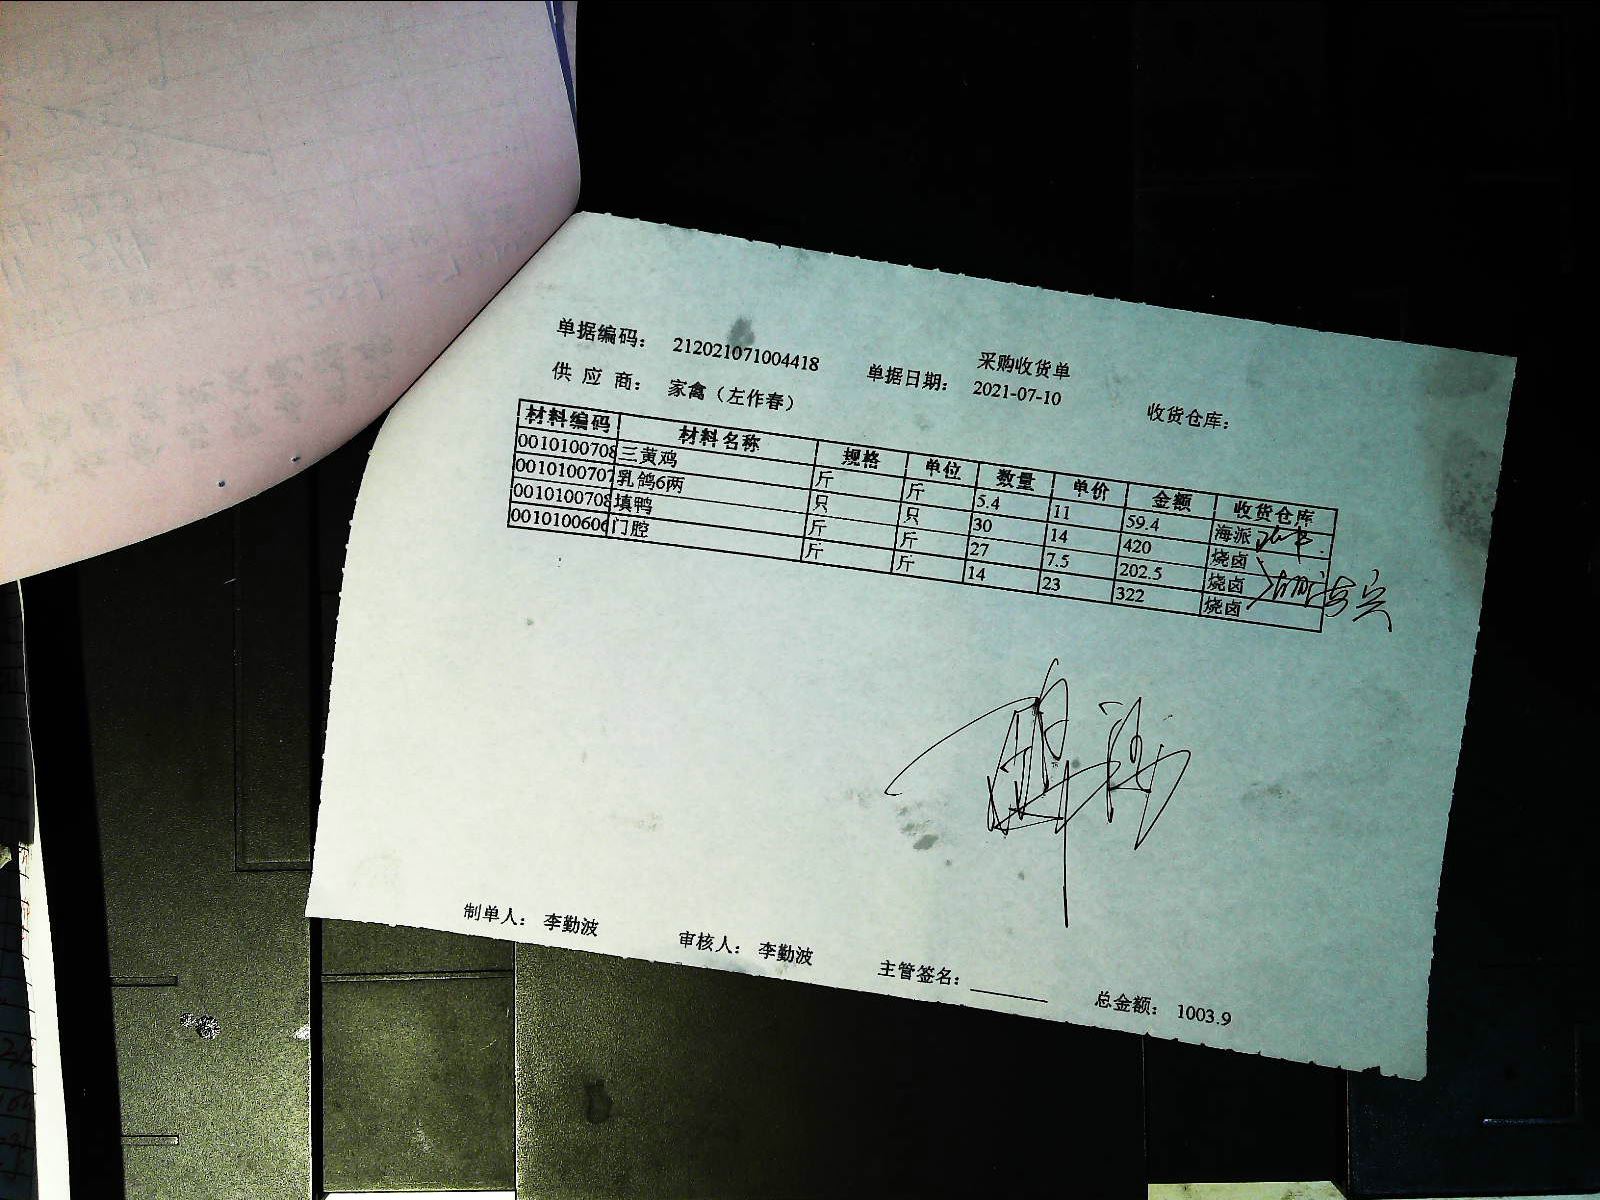 采购收货单
单据编码： 212021071004418 单据日期： 2021-07-10 收货仓库：
供 应 商： 家禽（左作春）
材料编码 材料名称 规格 单位 数量 单价 金额 收货仓库
0010100708 三黄鸡 斤 斤 5.4 11 59.4 海派
0010100707 乳鸽6两 只 只 30 14 420 烧卤
0010100708 填鸭 斤 斤 27 7.5 202.5 烧卤
001010060 门腔 斤 斤 14 23 322 烧卤
制单人： 李勤波 审核人： 李勤波 主管签名： 总金额： 1003.9